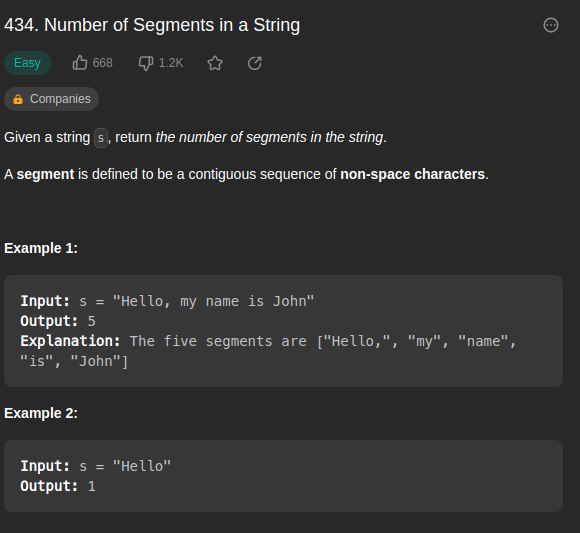 434. Number of Segments in a String
Easy 668 1.2K
Companies
Given a string s, return the number of segments in the string.
A segment is defined to be a contiguous sequence of non-space characters.
Example 1:
Input: s = "Hello, my name is John"
Output: 5
Explanation: The five segments are ["Hello,", "my", "name",
"is", "John"]
Example 2:
Input: s = "Hello"
Output: 1